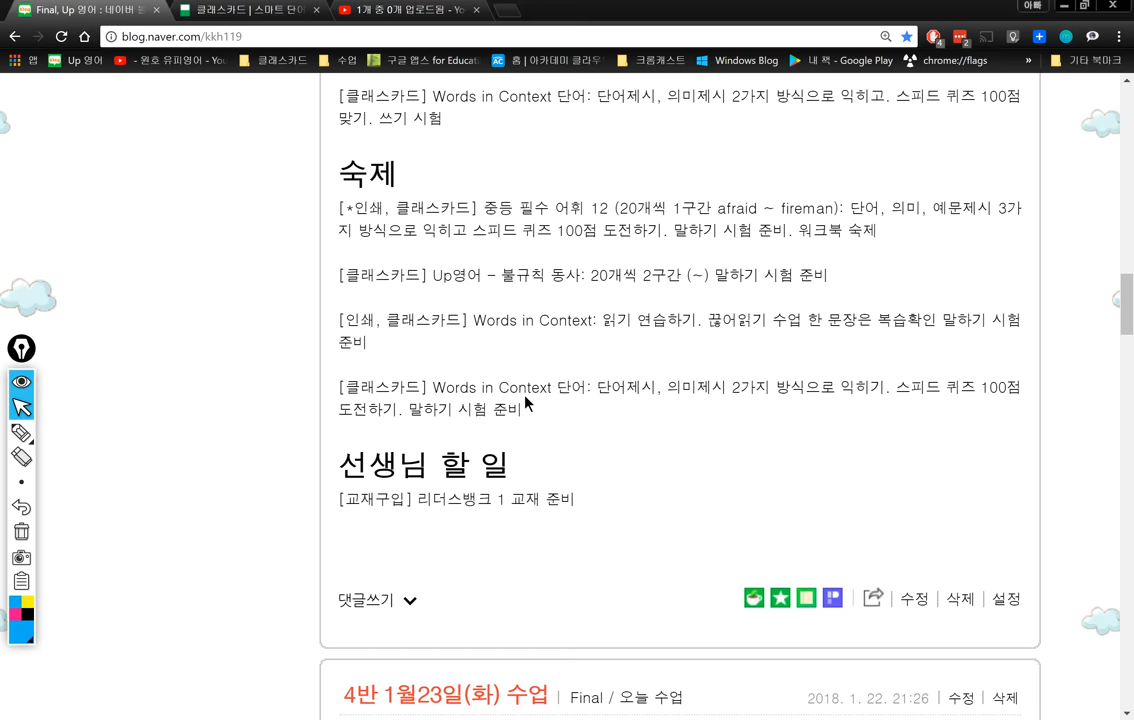 Final, Up 영어 : 네이버 블
클래스카드 | 스마트 단어
1개 중 0개 업로드됨 - Yo
아빠
blog.naver.com/kkh119
앱
Up 영어
- 원호 유피영어 - You
클래스카드
수업
구글 앱스 for Educati
홈 | 아카데미 클라우
크롬캐스트
Windows Blog
내 책 - Google Play
chrome://flags
»
기타 북마크
[클래스카드] Words in Context 단어: 단어제시, 의미제시 2가지 방식으로 익히고. 스피드 퀴즈 100점
맞기. 쓰기 시험
숙제
[*인쇄, 클래스카드] 중등 필수 어휘 12 (20개씩 1구간 afraid ~ fireman): 단어, 의미, 예문제시 3가
지 방식으로 익히고 스피드 퀴즈 100점 도전하기. 말하기 시험 준비. 워크북 숙제
[클래스카드] Up영어 - 불규칙 동사: 20개씩 2구간 (~) 말하기 시험 준비
[인쇄, 클래스카드] Words in Context: 읽기 연습하기. 끊어읽기 수업 한 문장은 복습확인 말하기 시험
준비
[클래스카드] Words in Context 단어: 단어제시, 의미제시 2가지 방식으로 익히기. 스피드 퀴즈 100점
도전하기. 말하기 시험 준비
선생님 할 일
[교재구입] 리더스뱅크 1 교재 준비
댓글쓰기
수정 | 삭제 | 설정
4반 1월23일(화) 수업 | Final / 오늘 수업
2018. 1. 22. 21:26 | 수정 | 삭제